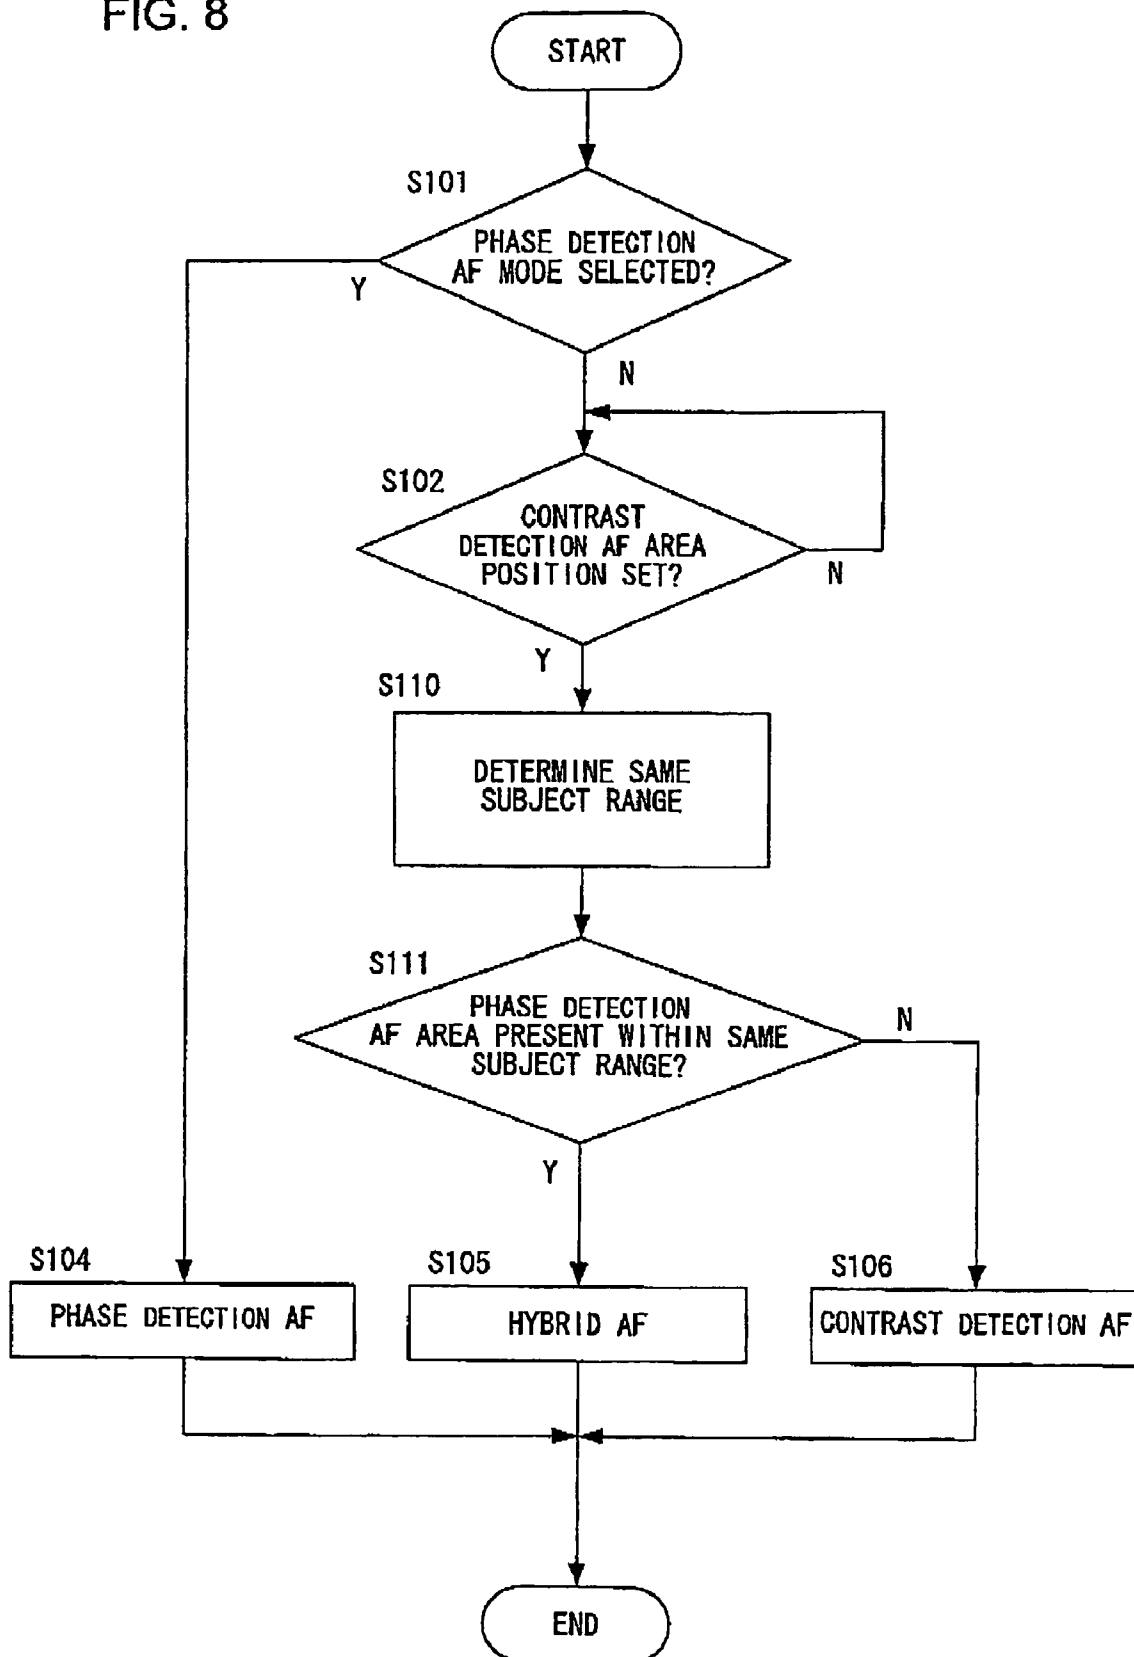 FIG. 8
START
S101
PHASE DETECTION
AF MODE SELECTED?
Y
N
S102
CONTRAST
DETECTION AF AREA
POSITION SET?
N
Y
S110
DETERMINE SAME
SUBJECT RANGE
S111
PHASE DETECTION
AF AREA PRESENT WITHIN SAME
SUBJECT RANGE?
N
Y
S104
PHASE DETECTION AF
S105
HYBRID AF
S106
CONTRAST DETECTION AF
END